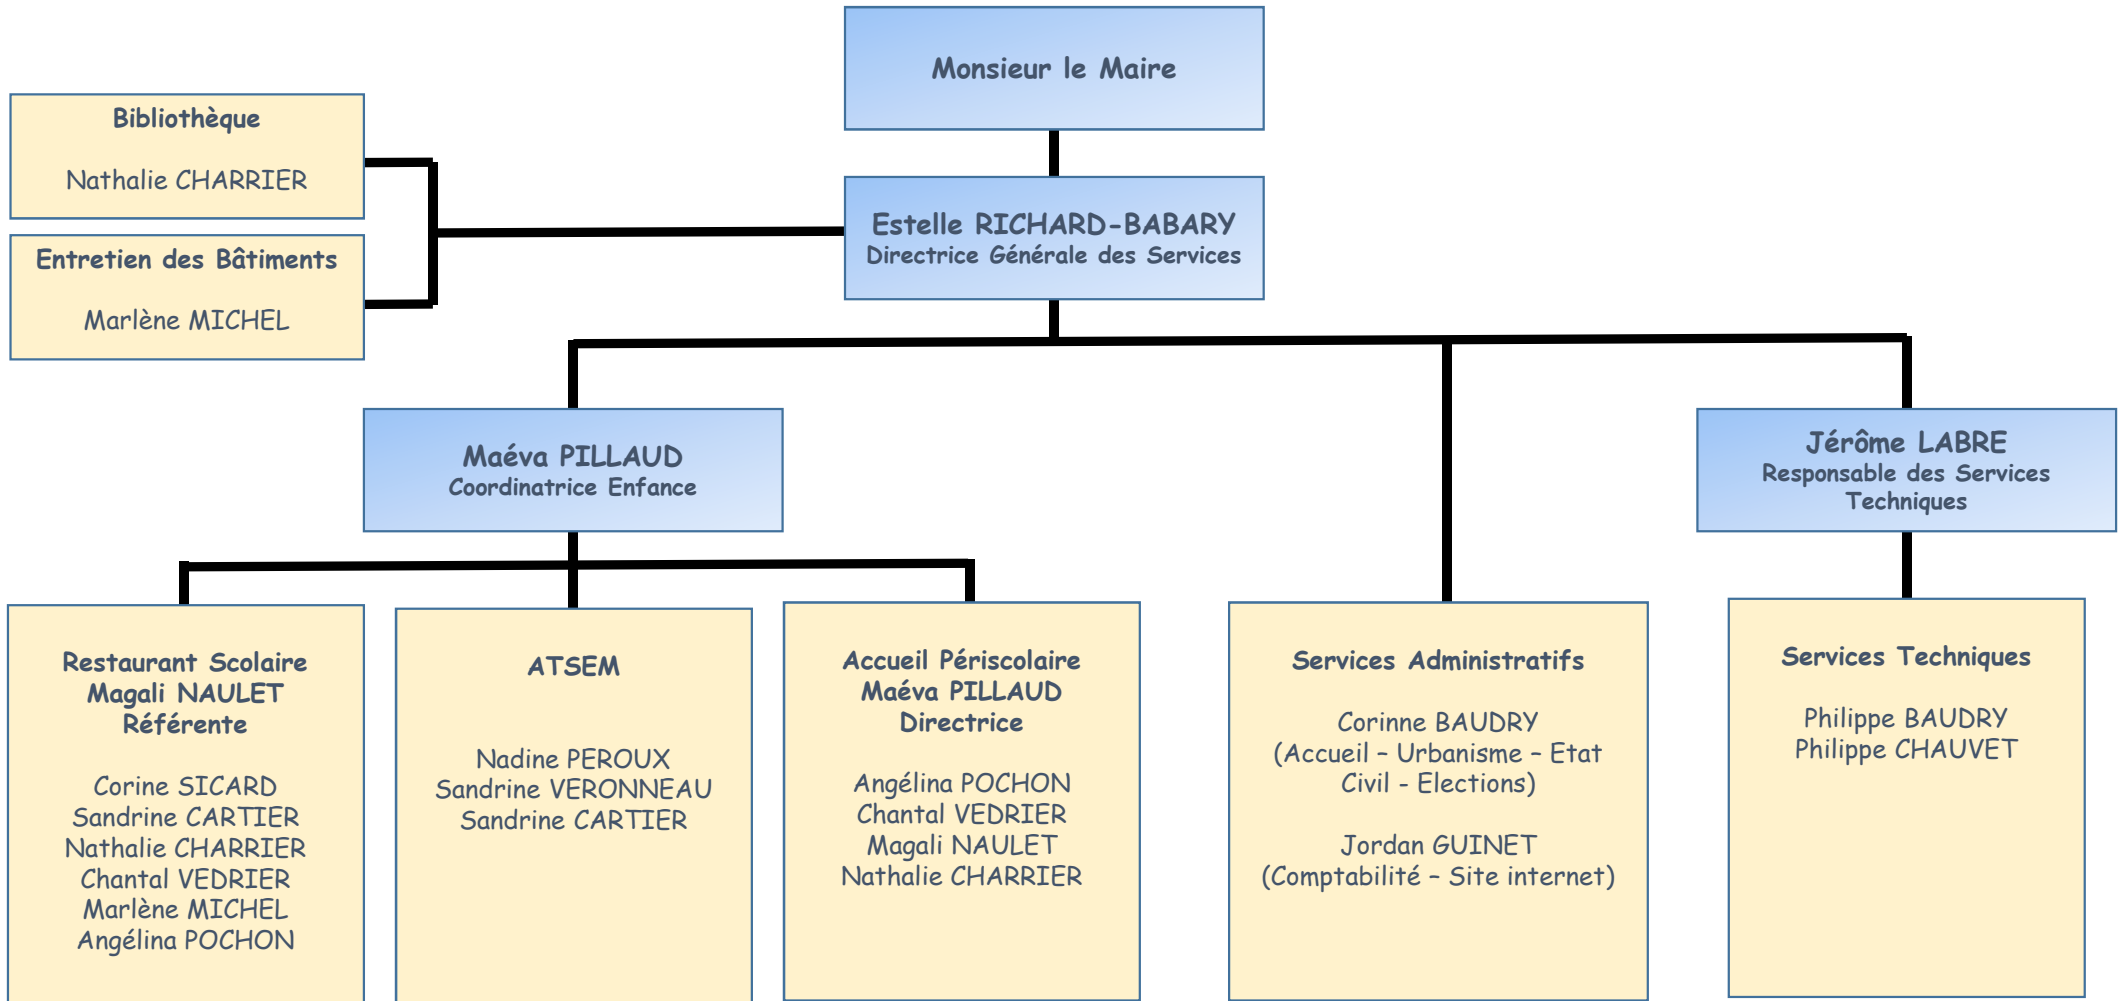 Monsieur le Maire
Bibliothèque
Nathalie CHARRIER
Estelle RICHARD-BABARY
Directrice Générale des Services
Entretien des Bâtiments
Marlène MICHEL
Maéva PILLAUD
Coordinatrice Enfance
Jérôme LABRE
Responsable des Services
Techniques
Restaurant Scolaire
Magali NAULET
Référente
Corine SICARD
Sandrine CARTIER
Nathalie CHARRIER
Chantal VEDRIER
Marlène MICHEL
Angélina POCHON
ATSEM
Nadine PEROUX
Sandrine VERONNEAU
Sandrine CARTIER
Accueil Périscolaire
Maéva PILLAUD
Directrice
Angélina POCHON
Chantal VEDRIER
Magali NAULET
Nathalie CHARRIER
Services Administratifs
Corinne BAUDRY
(Accueil – Urbanisme – Etat
Civil - Elections)
Jordan GUINET
(Comptabilité – Site internet)
Services Techniques
Philippe BAUDRY
Philippe CHAUVET